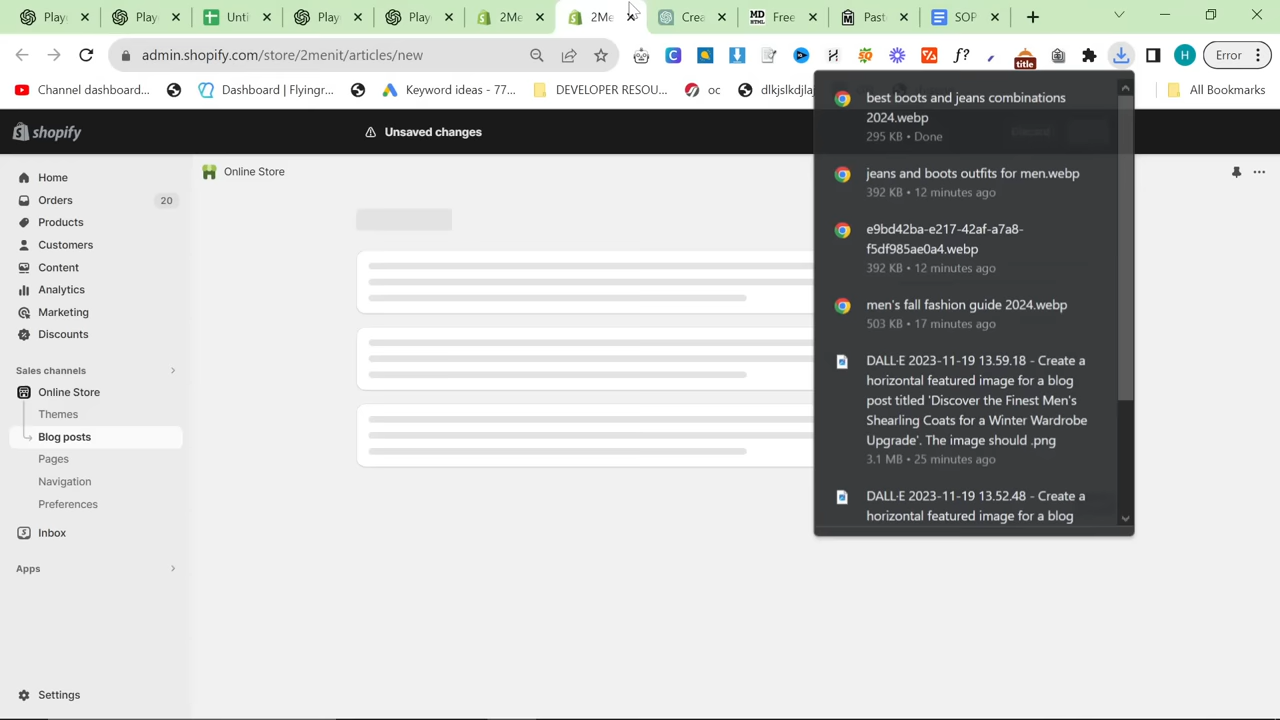 Play
Play
Unt
Play
Play
2Me
2Me
Crea
MD HTML Free
Paste
SOP
admin.shopify.com/store/2menit/articles/new
title
H
Error
Channel dashboard...
Dashboard | Flyingr...
Keyword ideas - 77...
DEVELOPER RESOU...
oc
dlkjslkdjlaj
All Bookmarks
shopify
Unsaved changes
Discard
Home
Orders 20
Products
Customers
Content
Analytics
Marketing
Discounts
Sales channels
Online Store
Themes
Blog posts
Pages
Navigation
Preferences
Inbox
Apps
Settings
Online Store
best boots and jeans combinations
2024.webp
295 KB • Done
jeans and boots outfits for men.webp
392 KB • 12 minutes ago
e9bd42ba-e217-42af-a7a8-
f5df985ae0a4.webp
392 KB • 12 minutes ago
men's fall fashion guide 2024.webp
503 KB • 17 minutes ago
DALL·E 2023-11-19 13.59.18 - Create a
horizontal featured image for a blog
post titled 'Discover the Finest Men's
Shearling Coats for a Winter Wardrobe
Upgrade'. The image should .png
3.1 MB • 25 minutes ago
DALL·E 2023-11-19 13.52.48 - Create a
horizontal featured image for a blog